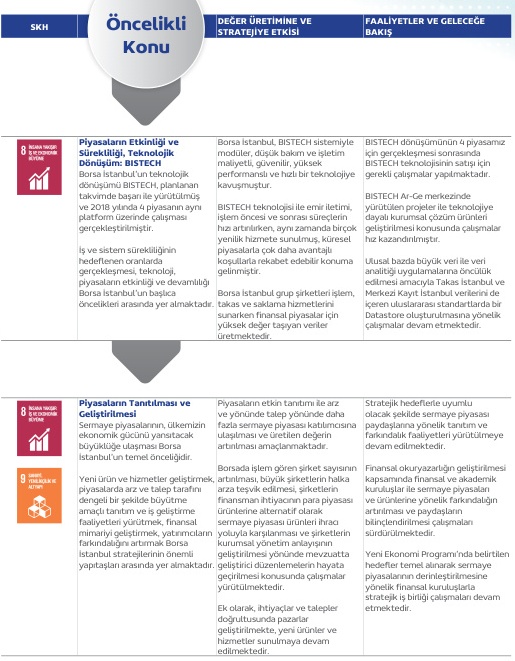 SKH
Öncelikli
Konu
DEĞER ÜRETİMİNE VE
STRATEJİYE ETKİSİ
FAALİYETLER VE GELECEĞE
BAKIŞ
8 İNSANA YAKIŞIR
İŞ VE EKONOMİK
BÜYÜME
Piyasaların Etkinliği ve
Sürekliliği, Teknolojik
Dönüşüm: BISTECH
Borsa İstanbul'un teknolojik
dönüşümü BISTECH, planlanan
takvimde başarı ile yürütülmüş
ve 2018 yılında 4 piyasanın aynı
platform üzerinde çalışması
gerçekleştirilmiştir.
İş ve sistem sürekliliğinin
hedeflenen oranlarda
gerçekleşmesi, teknoloji,
piyasaların etkinliği ve devamlılığı
Borsa İstanbul'un başlıca
öncelikleri arasında yer almaktadır.
Borsa İstanbul, BISTECH sistemiyle
modüler, düşük bakım ve işletim
maliyetli, güvenilir, yüksek
performanslı ve hızlı bir teknolojiye
kavuşmuştur.
BISTECH teknolojisi ile emir iletimi,
işlem öncesi ve sonrası süreçlerin
hızı artırılırken, aynı zamanda birçok
yenilik hizmete sunulmuş, küresel
piyasalarla çok daha avantajlı
koşullarla rekabet edebilir konuma
gelinmiştir.
Borsa İstanbul grup şirketleri işlem,
takas ve saklama hizmetlerini
sunarken finansal piyasalar için
yüksek değer taşıyan veriler
üretmektedir.
BISTECH dönüşümünün 4 piyasamız
için gerçekleşmesi sonrasında
BISTECH teknolojisinin satışı için
gerekli çalışmalar yapılmaktadır.
BISTECH Ar-Ge merkezinde
yürütülen projeler ile teknolojiye
dayalı kurumsal çözüm ürünleri
geliştirilmesi konusunda çalışmalar
hız kazandırılmıştır.
Ulusal bazda büyük veri ile veri
analitiği uygulamalarına öncülük
edilmesi amacıyla Takas İstanbul ve
Merkezi Kayıt İstanbul verilerini de
içeren uluslararası standartlarda bir
Datastore oluşturulmasına yönelik
çalışmalar devam etmektedir.
8 İNSANA YAKIŞIR
İŞ VE EKONOMİK
BÜYÜME
9 SANAYİ,
YENİLİKÇİLİK VE
ALTYAPI
Piyasaların Tanıtılması ve
Geliştirilmesi
Sermaye piyasalarının, ülkemizin
ekonomik gücünü yansıtacak
büyüklüğe ulaşması Borsa
İstanbul'un temel önceliğidir.
Yeni ürün ve hizmetler geliştirmek,
piyasalarda arz ve talep tarafını
dengeli bir şekilde büyütme
amaçlı tanıtım ve iş geliştirme
faaliyetleri yürütmek, finansal
mimariyi geliştirmek, yatırımcıların
farkındalığını artırmak Borsa
İstanbul stratejilerinin önemli
yapıtaşları arasında yer almaktadır.
Piyasaların etkin tanıtımı ile arz
ve yönünde talep yönünde daha
fazla sermaye piyasası katılımcısına
ulaşılması ve üretilen değerin
artırılması amaçlanmaktadır.
Borsada işlem gören şirket sayısının
artırılması, büyük şirketlerin halka
arza teşvik edilmesi, şirketlerin
finansman ihtiyacının para piyasası
ürünlerine alternatif olarak
sermaye piyasası ürünleri ihracı
yoluyla karşılanması ve şirketlerin
kurumsal yönetim anlayışının
geliştirilmesi yönünde mevzuatta
geliştirici düzenlemelerin hayata
geçirilmesi konusunda çalışmalar
yürütülmektedir.
Ek olarak, ihtiyaçlar ve talepler
doğrultusunda pazarlar
geliştirilmekte, yeni ürünler ve
hizmetler sunulmaya devam
edilmektedir.
Stratejik hedeflerle uyumlu
olacak şekilde sermaye piyasası
paydaşlarına yönelik tanıtım ve
farkındalık faaliyetleri yürütülmeye
devam edilmektedir.
Finansal okuryazarlığın geliştirilmesi
kapsamında finansal ve akademik
kuruluşlar ile sermaye piyasaları
ve ürünlerine yönelik farkındalığın
artırılması ve paydaşların
bilinçlendirilmesi çalışmaları
sürdürülmektedir.
Yeni Ekonomi Programı'nda belirtilen
hedefler temel alınarak sermaye
piyasalarının derinleştirilmesine
yönelik finansal kuruluşlarla
stratejik iş birliği çalışmaları devam
etmektedir.